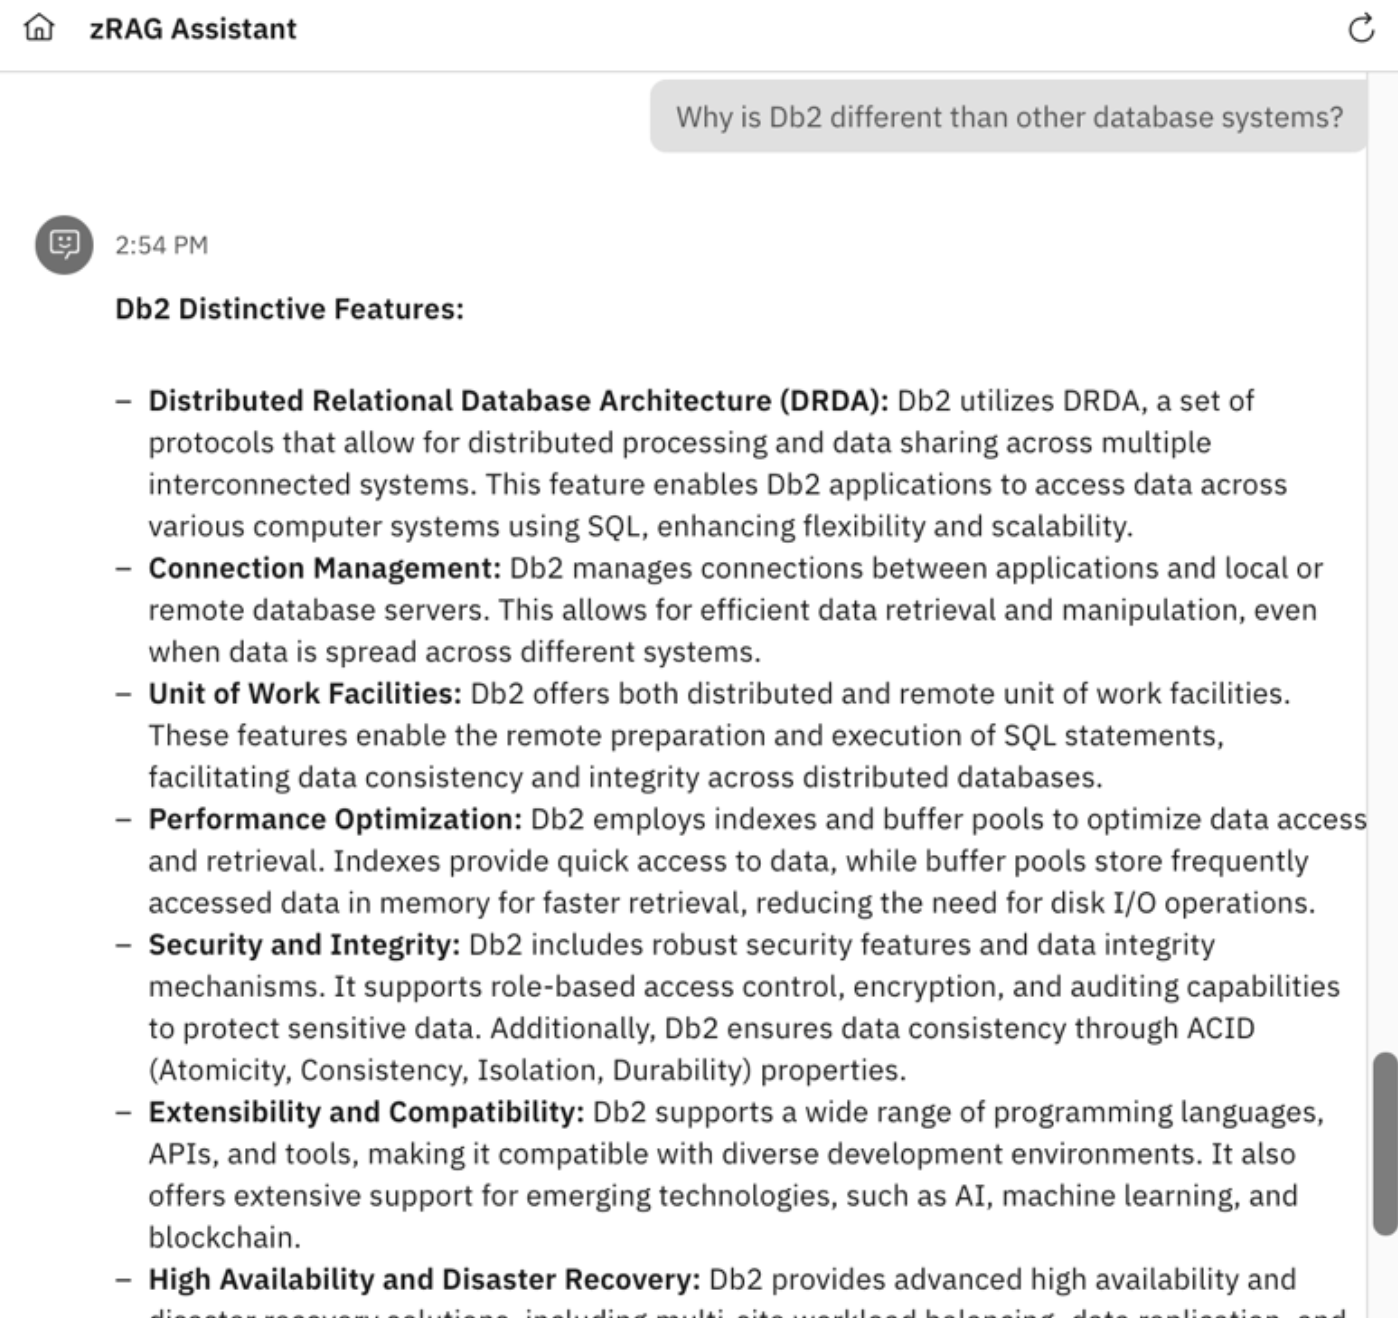 zRAG Assistant
Why is Db2 different than other database systems?
2:54 PM
Db2 Distinctive Features:
– Distributed Relational Database Architecture (DRDA): Db2 utilizes DRDA, a set of
protocols that allow for distributed processing and data sharing across multiple
interconnected systems. This feature enables Db2 applications to access data across
various computer systems using SQL, enhancing flexibility and scalability.
– Connection Management: Db2 manages connections between applications and local or
remote database servers. This allows for efficient data retrieval and manipulation, even
when data is spread across different systems.
– Unit of Work Facilities: Db2 offers both distributed and remote unit of work facilities.
These features enable the remote preparation and execution of SQL statements,
facilitating data consistency and integrity across distributed databases.
– Performance Optimization: Db2 employs indexes and buffer pools to optimize data access
and retrieval. Indexes provide quick access to data, while buffer pools store frequently
accessed data in memory for faster retrieval, reducing the need for disk I/O operations.
– Security and Integrity: Db2 includes robust security features and data integrity
mechanisms. It supports role-based access control, encryption, and auditing capabilities
to protect sensitive data. Additionally, Db2 ensures data consistency through ACID
(Atomicity, Consistency, Isolation, Durability) properties.
– Extensibility and Compatibility: Db2 supports a wide range of programming languages,
APIs, and tools, making it compatible with diverse development environments. It also
offers extensive support for emerging technologies, such as AI, machine learning, and
blockchain.
– High Availability and Disaster Recovery: Db2 provides advanced high availability and
disaster recovery solutions, including multi-site workload balancing, data replication, and